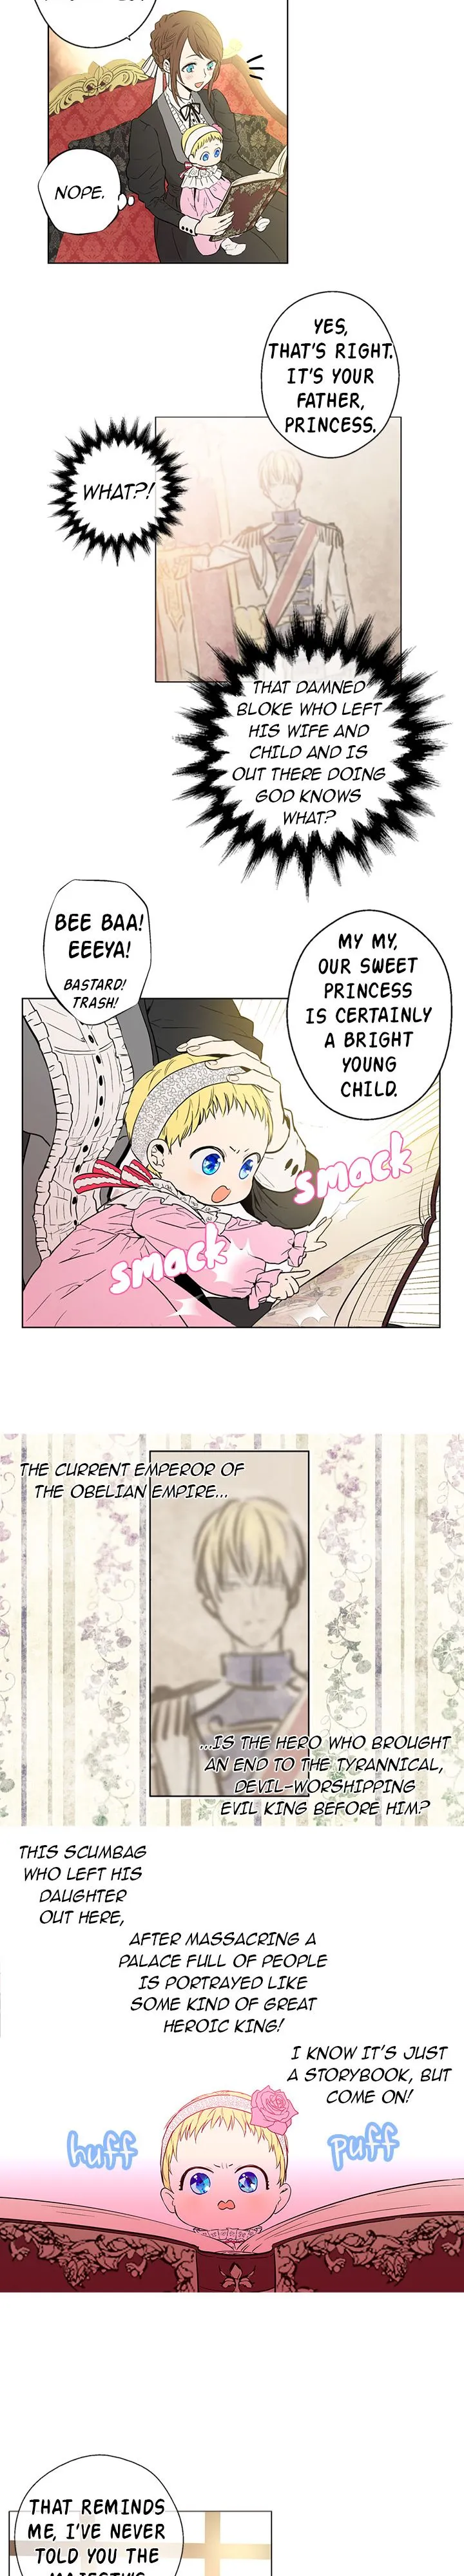 NOPE.
YES,
THAT'S RIGHT.
IT'S YOUR
FATHER,
PRINCESS.
WHAT?!
THAT DAMNED
BLOKE WHO LEFT
HIS WIFE AND
CHILD AND IS
OUT THERE DOING
GOD KNOWS
WHAT?
BEE BAA!
EEEYA!
BASTARD!
TRASH!
MY MY,
OUR SWEET
PRINCESS
IS CERTAINLY
A BRIGHT
YOUNG
CHILD.
smack
smack
THE CURRENT EMPEROR OF
THE OBELIAN EMPIRE...
...IS THE HERO WHO BROUGHT
AN END TO THE TYRANNICAL,
DEVIL-WORSHIPPING
EVIL KING BEFORE HIM?
THIS SCUMBAG
WHO LEFT HIS
DAUGHTER
OUT HERE,
AFTER MASSACRING A
PALACE FULL OF PEOPLE
IS PORTRAYED LIKE
SOME KIND OF GREAT
HEROIC KING!
I KNOW IT'S JUST
A STORYBOOK, BUT
COME ON!
huff
puff
THAT REMINDS
ME, I'VE NEVER
TOLD YOU THE